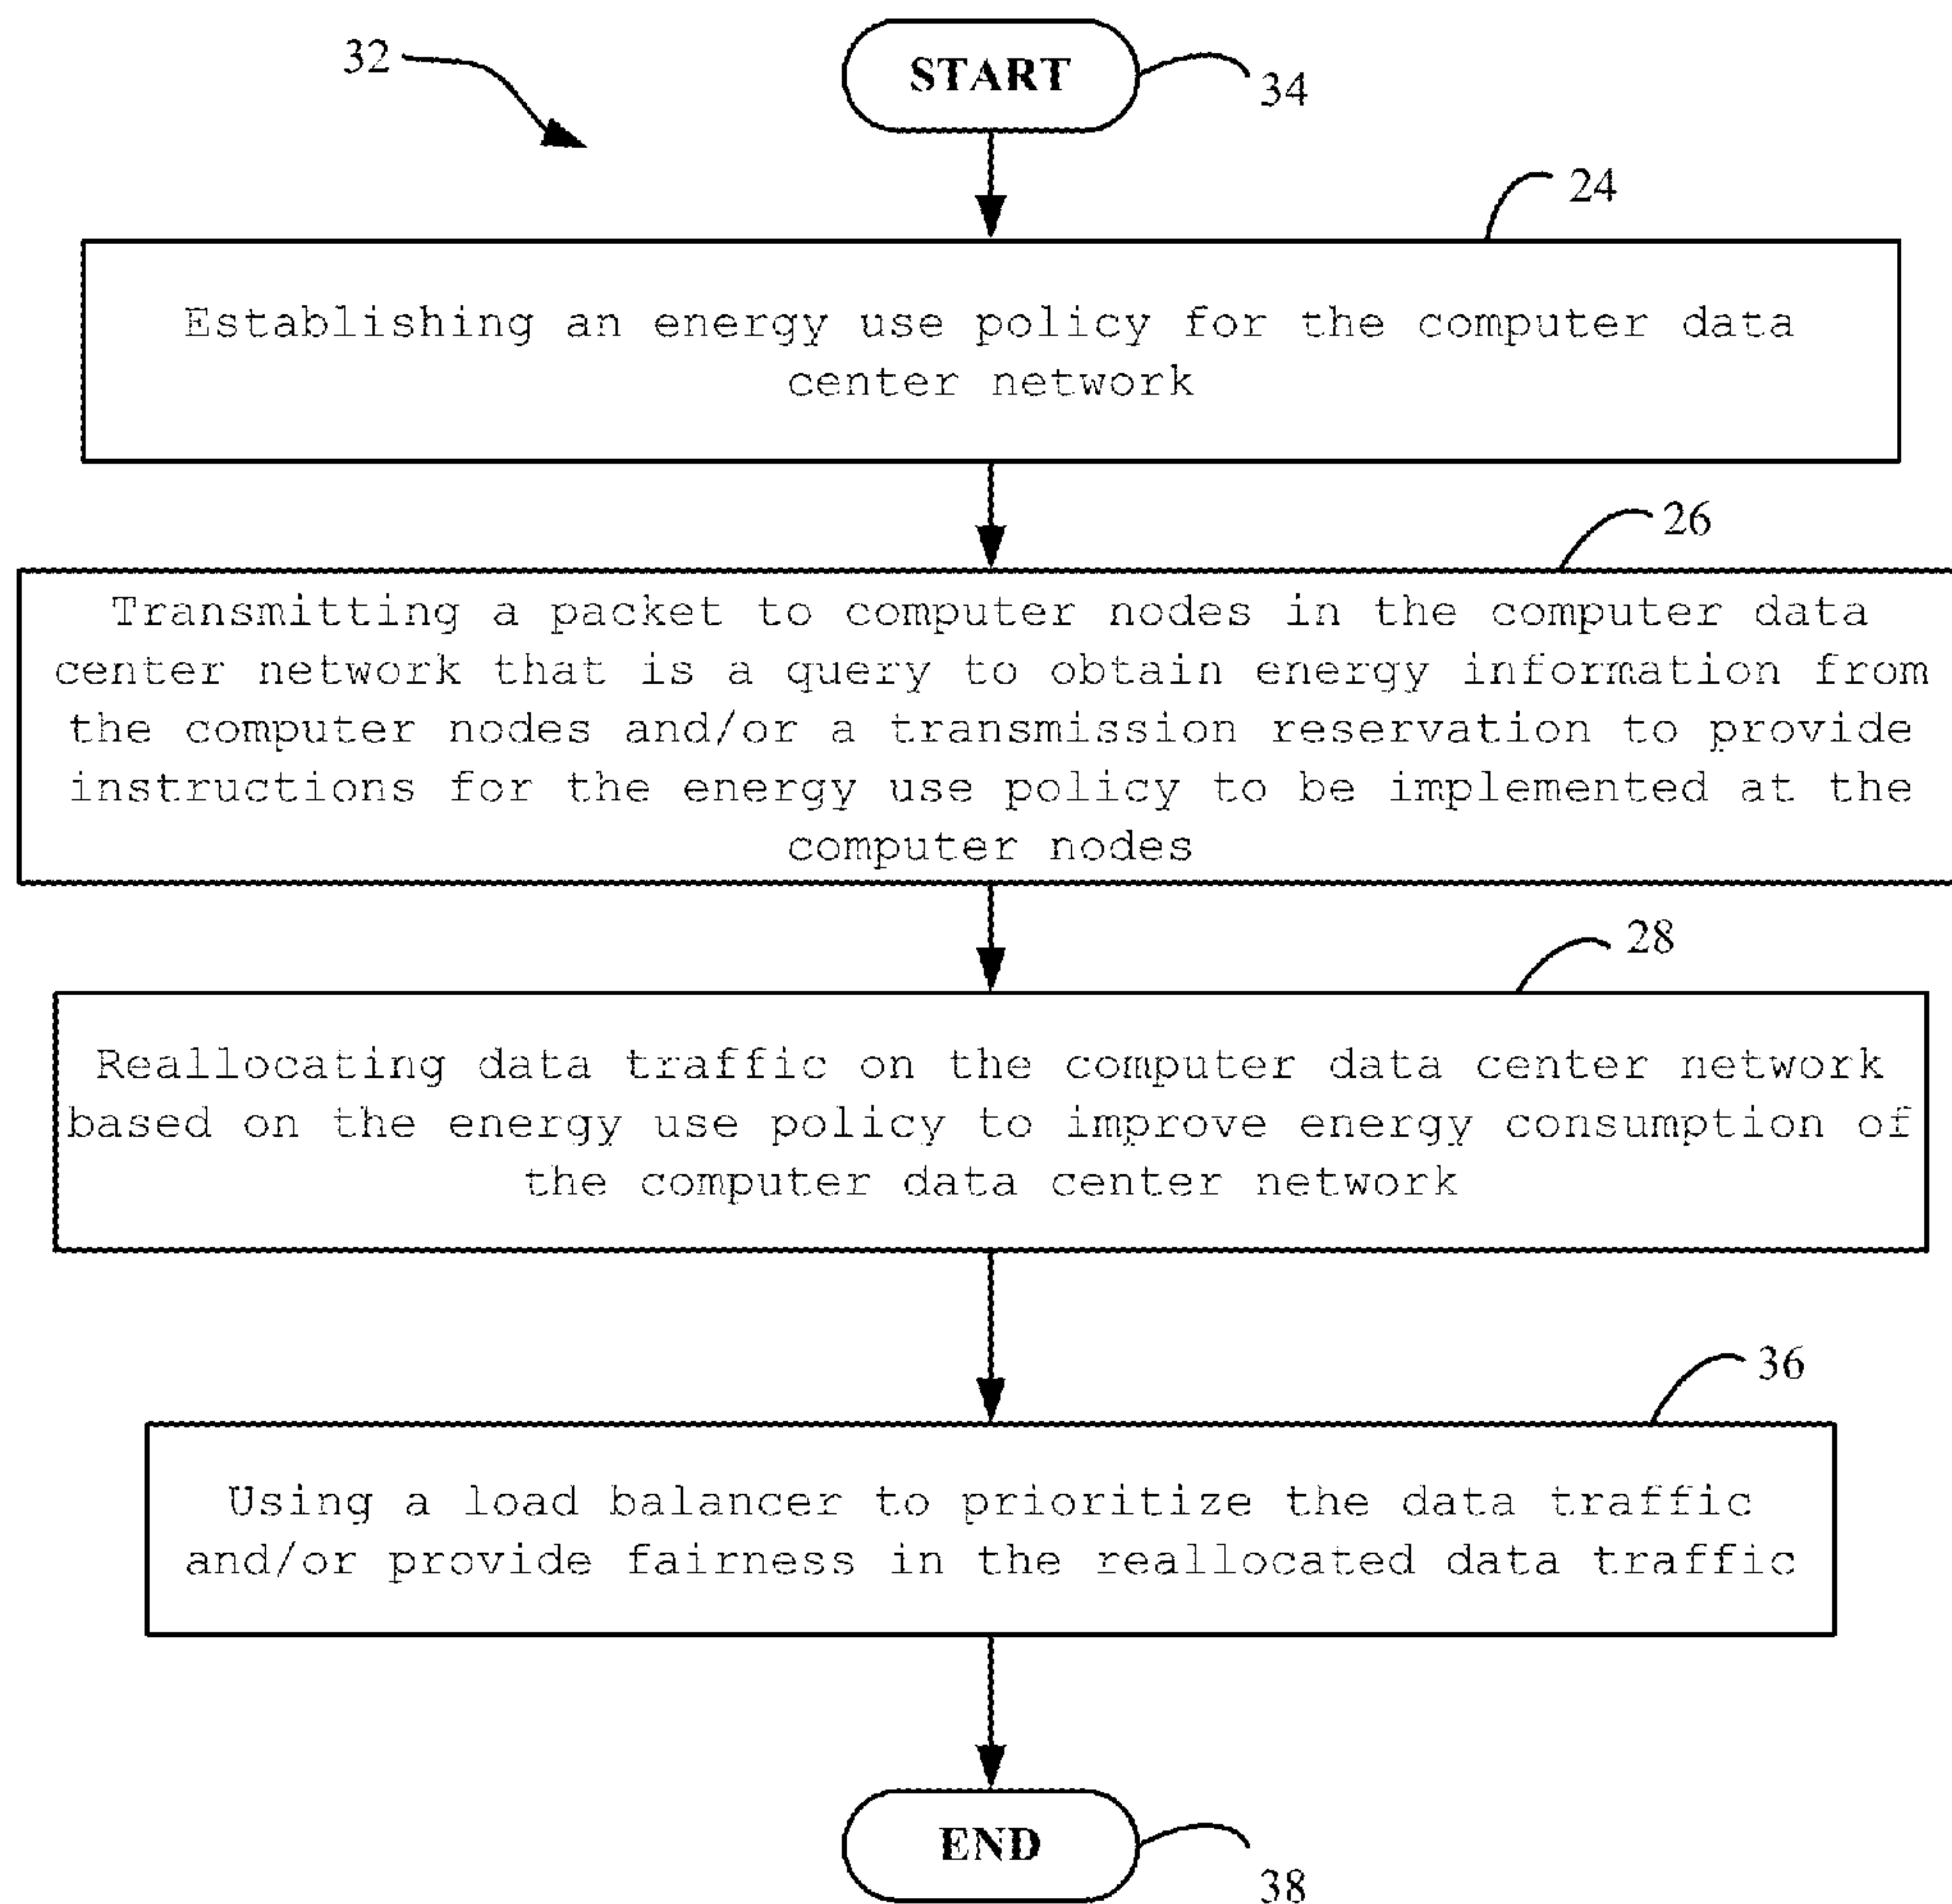 32
START
34
24
Establishing an energy use policy for the computer data
center network
26
Transmitting a packet to computer nodes in the computer data
center network that is a query to obtain energy information from
the computer nodes and/or a transmission reservation to provide
instructions for the energy use policy to be implemented at the
computer nodes
28
Reallocating data traffic on the computer data center network
based on the energy use policy to improve energy consumption of
the computer data center network
36
Using a load balancer to prioritize the data traffic
and/or provide fairness in the reallocated data traffic
END
38